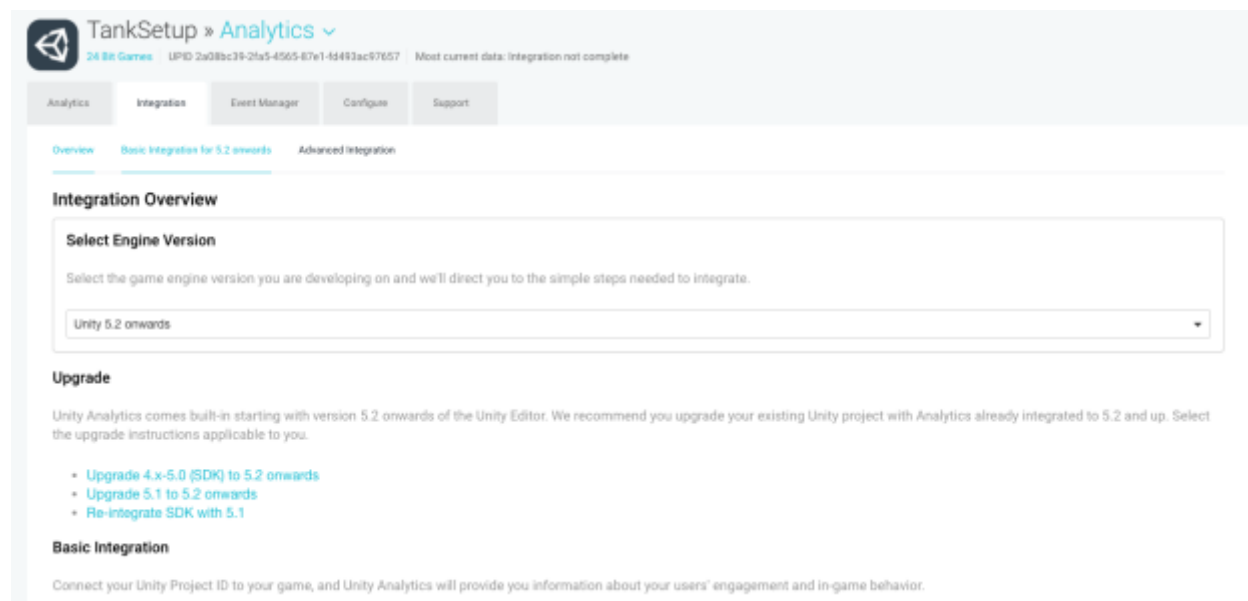 TankSetup » Analytics
24 Bit Games UPID 2a08bc39-2fa5-4565-87e1-fd493ac97657 Most current data: Integration not complete
Analytics Integration Event Manager Configure Support
Overview Basic Integration for 5.2 onwards Advanced Integration
Integration Overview
Select Engine Version
Select the game engine version you are developing on and we'll direct you to the simple steps needed to integrate.
Unity 5.2 onwards
Upgrade
Unity Analytics comes built-in starting with version 5.2 onwards of the Unity Editor. We recommend you upgrade your existing Unity project with Analytics already integrated to 5.2 and up. Select
the upgrade instructions applicable to you.
Upgrade 4.x-5.0 (SDK) to 5.2 onwards
Upgrade 5.1 to 5.2 onwards
Re-integrate SDK with 5.1
Basic Integration
Connect your Unity Project ID to your game, and Unity Analytics will provide you information about your users' engagement and in-game behavior.